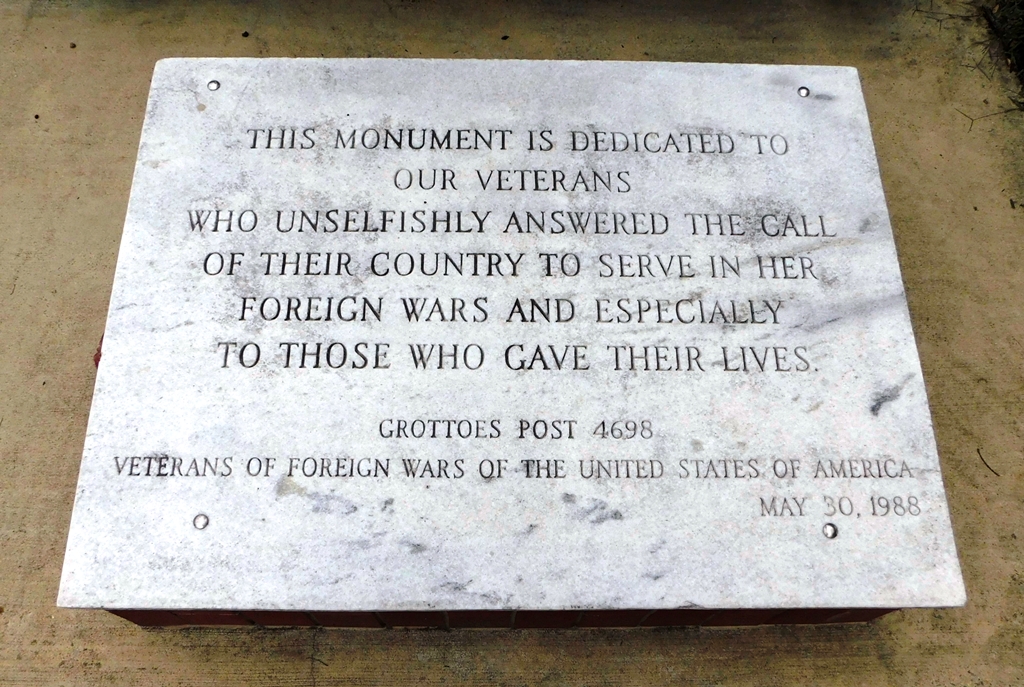 THIS MONUMENT IS DEDICATED TO
OUR VETERANS
WHO UNSELFISHLY ANSWERED THE CALL
OF THEIR COUNTRY TO SERVE IN HER
FOREIGN WARS AND ESPECIALLY
TO THOSE WHO GAVE THEIR LIVES.
GROTTOES POST 4698
VETERANS OF FOREIGN WARS OF THE UNITED STATES OF AMERICA
MAY 30, 1988